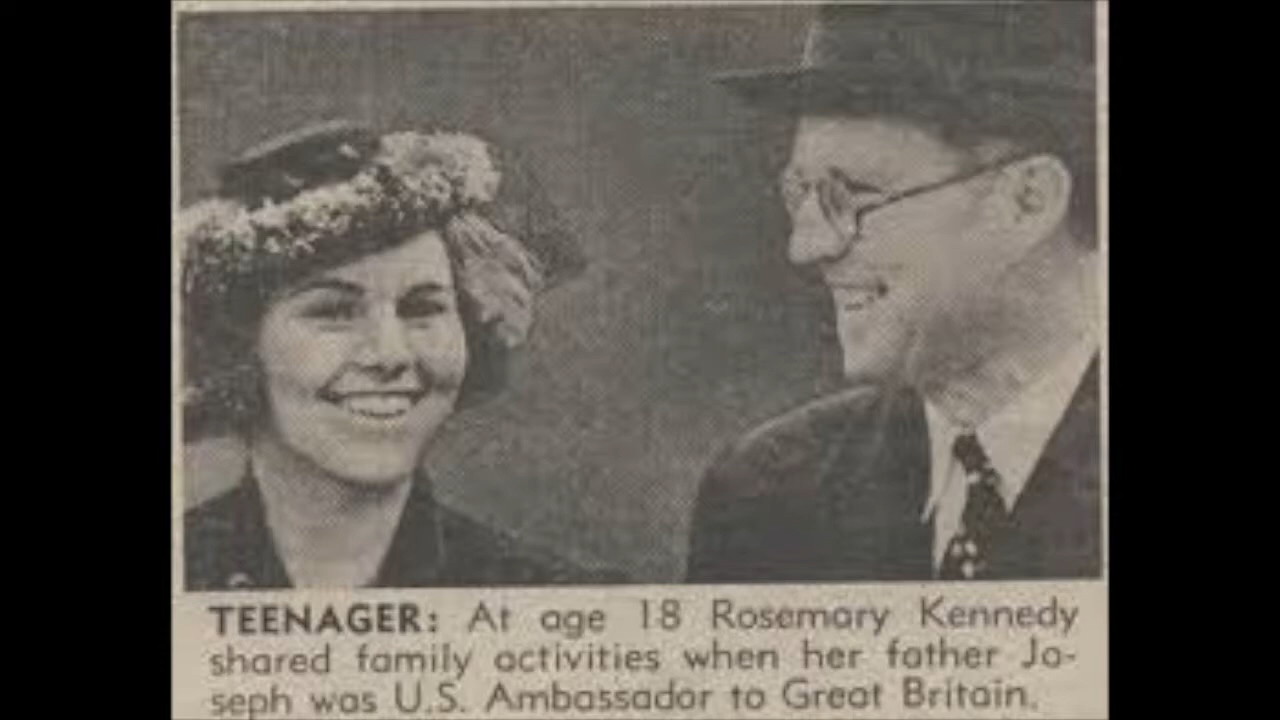 TEENAGER: At age 18 Rosemary Kennedy
shared family activities when her father Jo-
seph was U.S. Ambassador to Great Britain.